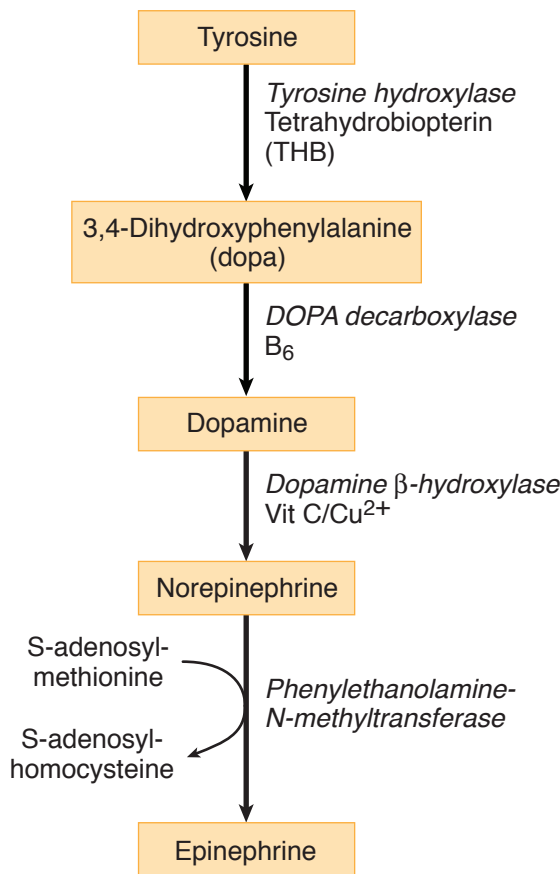 Tyrosine
Tyrosine hydroxylase
Tetrahydrobiopterin
(THB)
3,4-Dihydroxyphenylalanine
(dopa)
DOPA decarboxylase
B₆
Dopamine
Dopamine β-hydroxylase
Vit C/Cu²⁺
Norepinephrine
S-adenosyl-
methionine
Phenylethanolamine-
N-methyltransferase
S-adenosyl-
homocysteine
Epinephrine